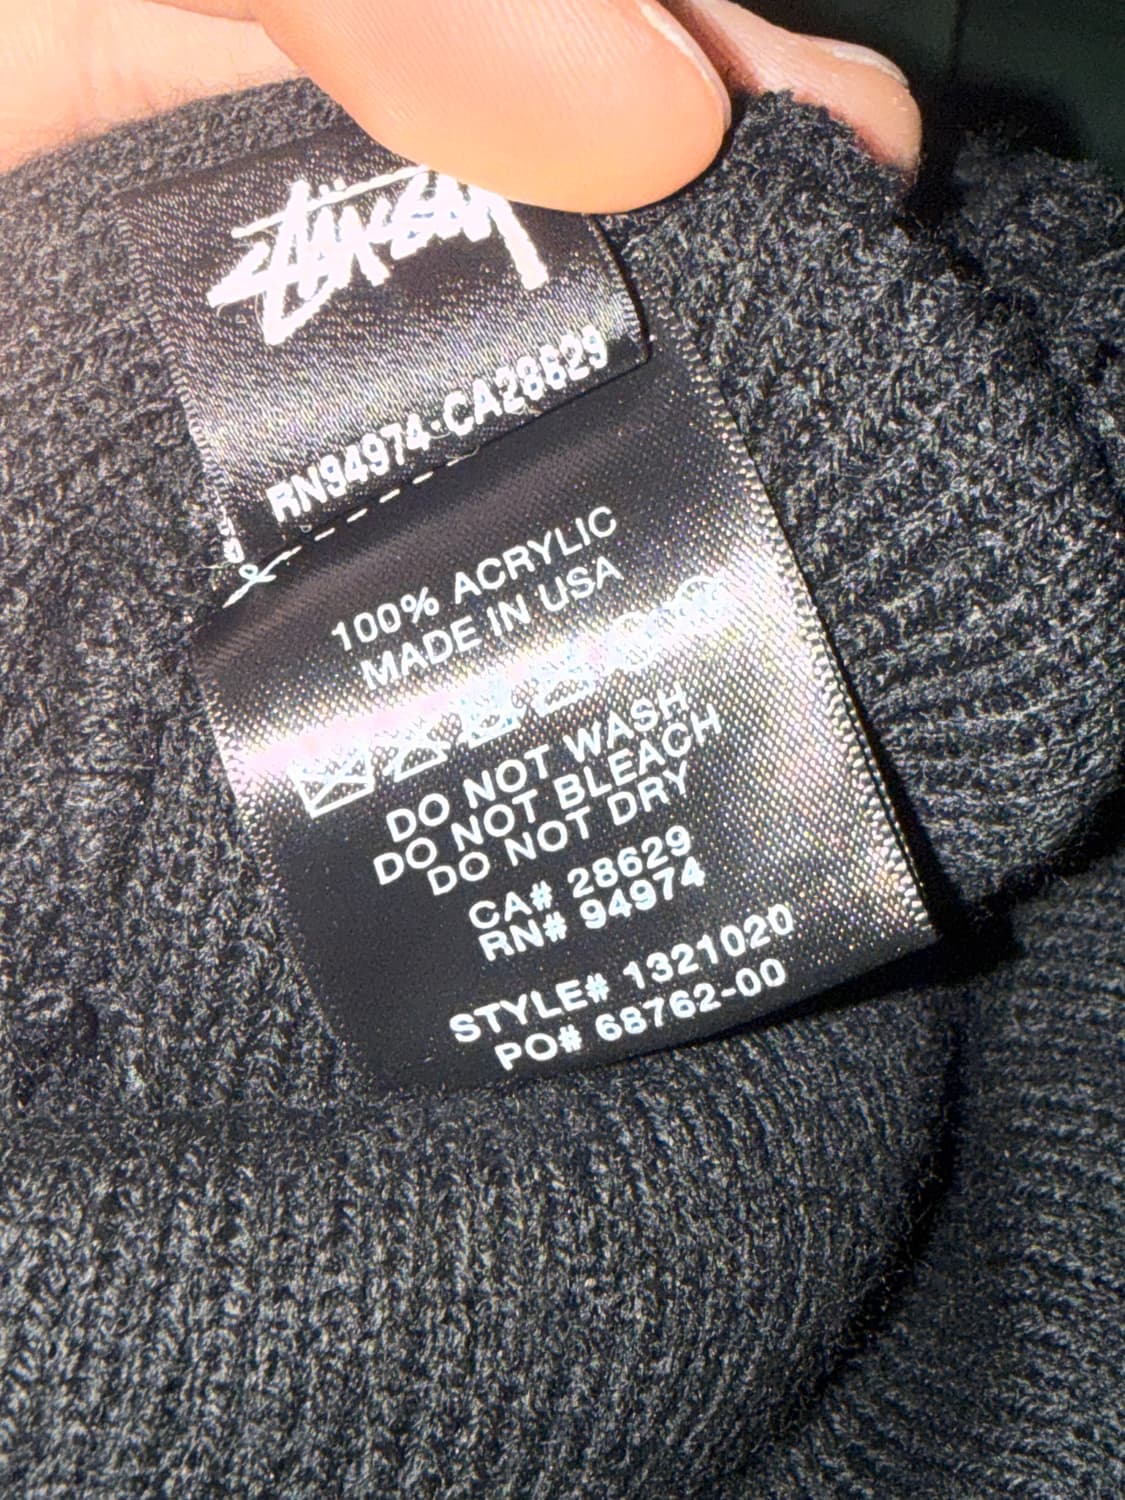 Stüssy
RN94974-CA28629
100% ACRYLIC
MADE IN USA
DO NOT WASH
DO NOT BLEACH
DO NOT DRY
CA# 28629
RN# 94974
STYLE# 1321020
PO# 68762-00